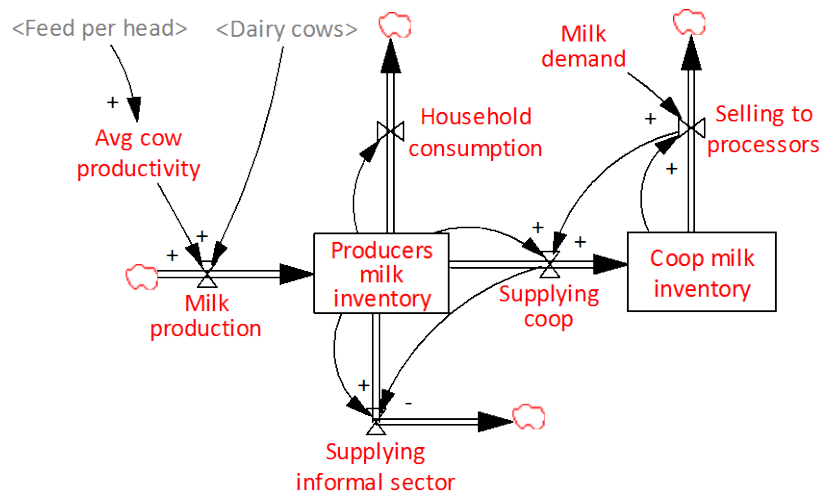 <Feed per head>
<Dairy cows>
Milk
demand
+
Avg cow
productivity
Household
consumption
+
Selling to
processors
+
+
+
+
+
Producers
milk
inventory
Coop milk
inventory
Milk
production
Supplying
coop
+
-
Supplying
informal sector